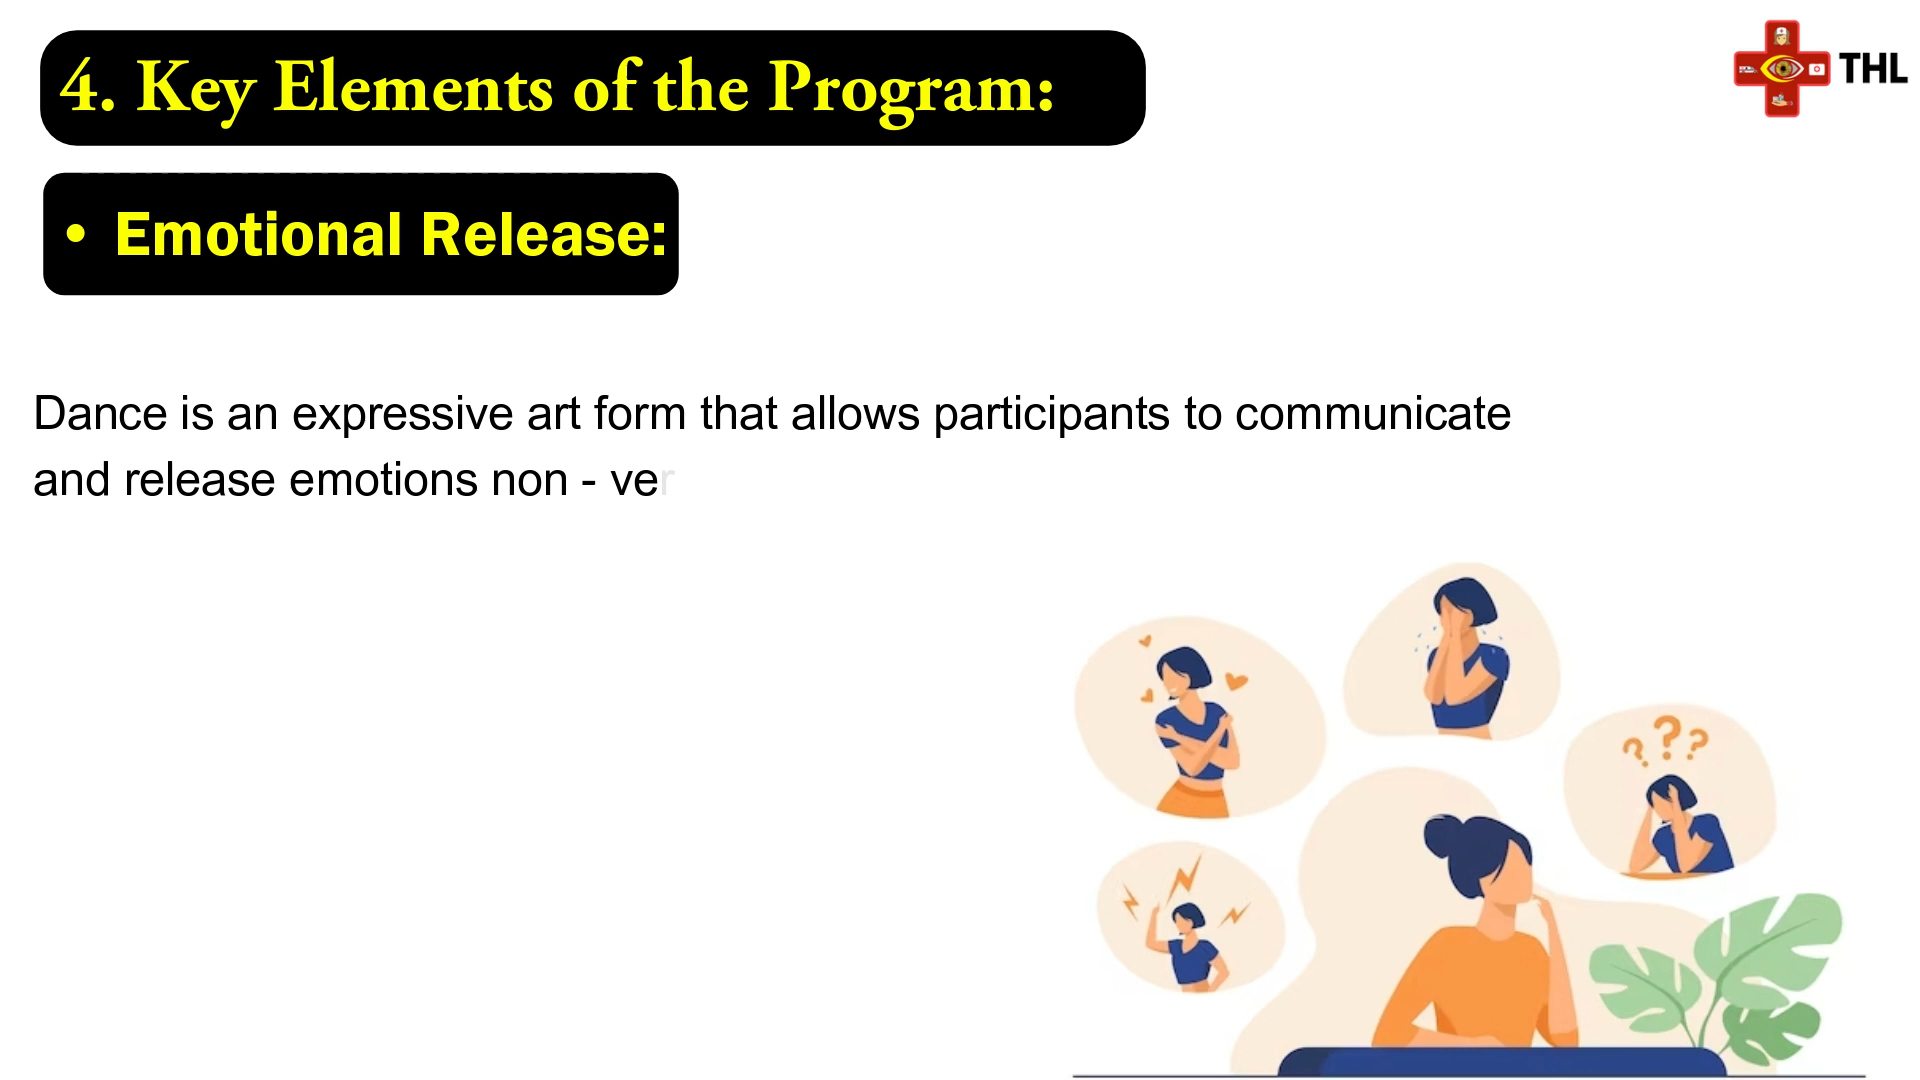 4. Key Elements of the Program:
THL
• Emotional Release:
Dance is an expressive art form that allows participants to communicate
and release emotions non - ver
? ? ?